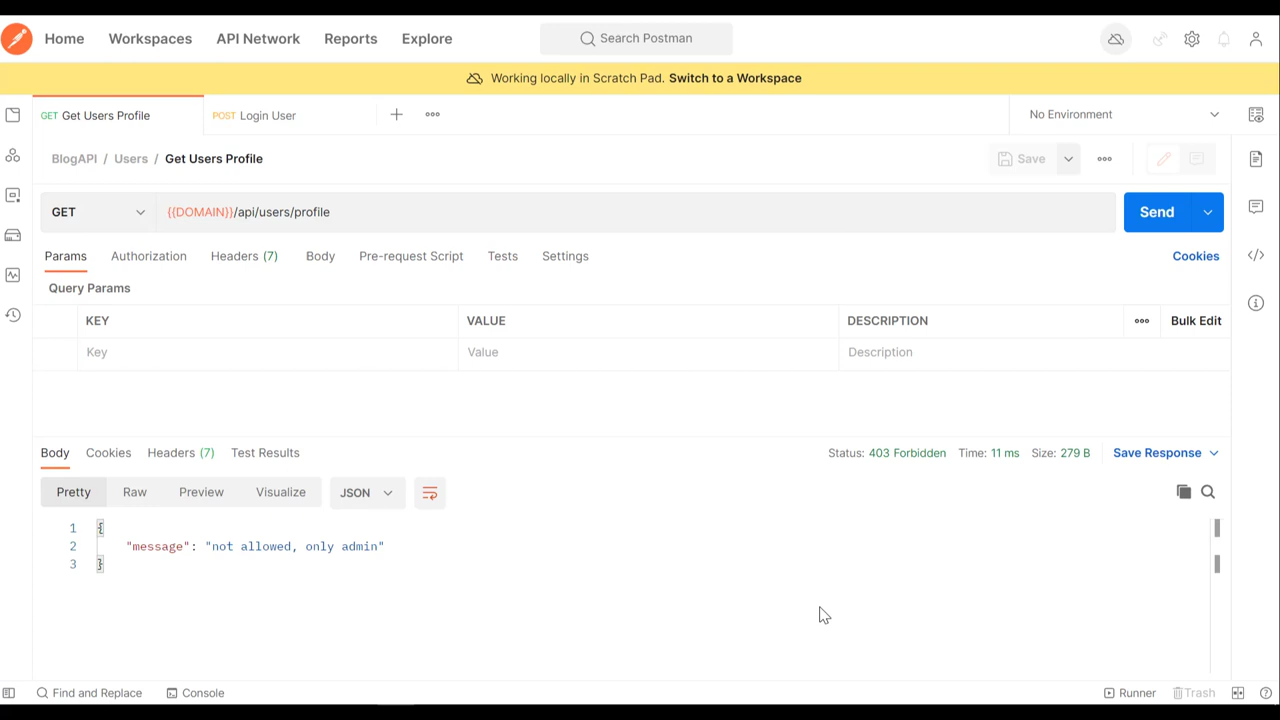 Home Workspaces API Network Reports Explore Search Postman
Working locally in Scratch Pad. Switch to a Workspace
GET Get Users Profile POST Login User No Environment
BlogAPI / Users / Get Users Profile Save
GET {{DOMAIN}}/api/users/profile Send
Params Authorization Headers (7) Body Pre-request Script Tests Settings Cookies
Query Params
KEY VALUE DESCRIPTION Bulk Edit
Key Value Description
Body Cookies Headers (7) Test Results Status: 403 Forbidden Time: 11 ms Size: 279 B Save Response
Pretty Raw Preview Visualize JSON
1 {
2 "message": "not allowed, only admin"
3 }
Find and Replace Console Runner Trash